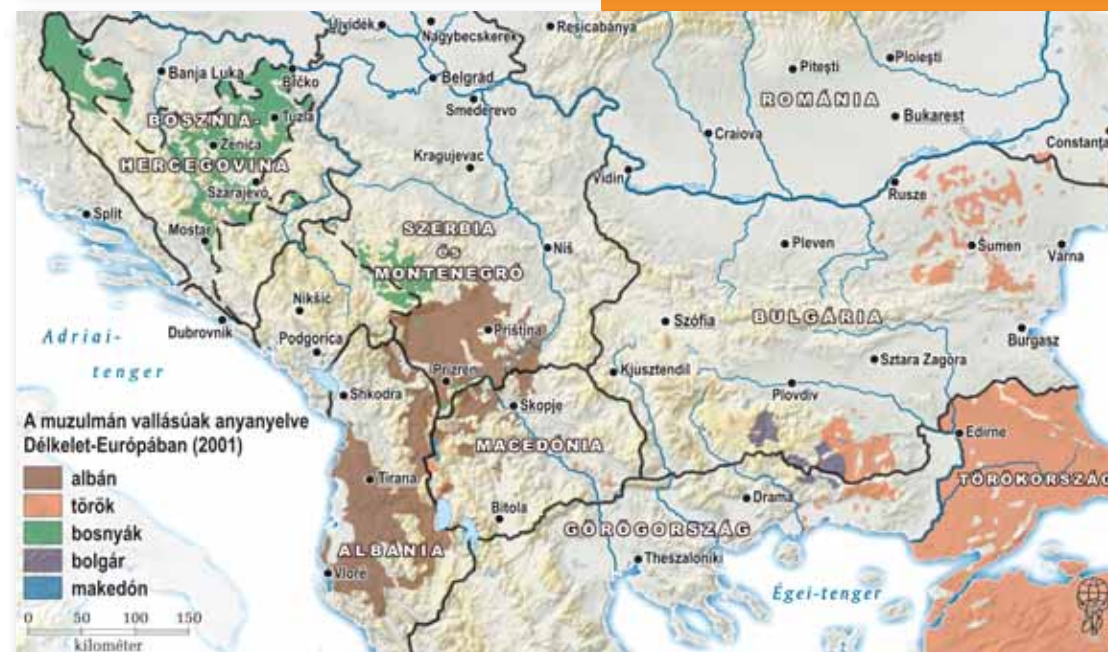 Újvidék
Nagybecskerek
Resicabánya
Ploiești
Pitești
Banja Luka
Bíčko
Belgrád
Smederevo
ROMÁNIA
BOSZNIA-
HERCEGOVINA
Tuzla
Zenica
Szarajevó
Craiova
Bukarest
Constanța
Kragujevac
Vidin
Rusze
Split
Mostar
SZERBIA
és
MONTENEGRÓ
Niš
Pleven
Šumen
Várna
Nikšić
Dubrovnik
Podgorica
Priština
Szófia
BULGÁRIA
Burgasz
Adriai-
tenger
Prizren
Kjusztendil
Sztara Zagora
Plovdiv
Shkodra
Skopje
MACEDÓNIA
Edirne
A muzulmán vallásúak anyanyelve
Délkelet-Európában (2001)
albán
török
bosnyák
bolgár
makedón
Tirana
TÖRÖKORSZÁG
Bitola
Drama
GÖRÖGORSZÁG
ALBÁNIA
Theszaloniki
Vlorë
Égei-tenger
0 50 100 150
kilométer